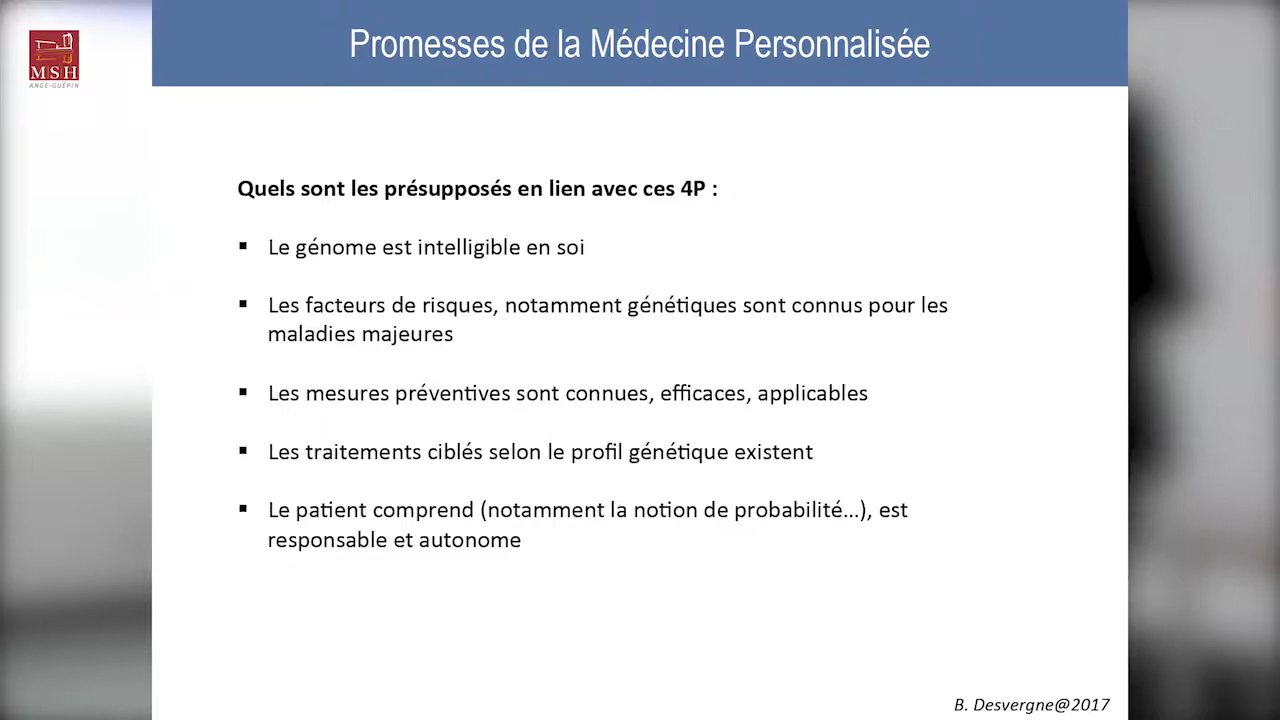 MSH
ANGE-GUÉPIN
Promesses de la Médecine Personnalisée
Quels sont les présupposés en lien avec ces 4P :
▪ Le génome est intelligible en soi
▪ Les facteurs de risques, notamment génétiques sont connus pour les
maladies majeures
▪ Les mesures préventives sont connues, efficaces, applicables
▪ Les traitements ciblés selon le profil génétique existent
▪ Le patient comprend (notamment la notion de probabilité…), est
responsable et autonome
B. Desvergne@2017